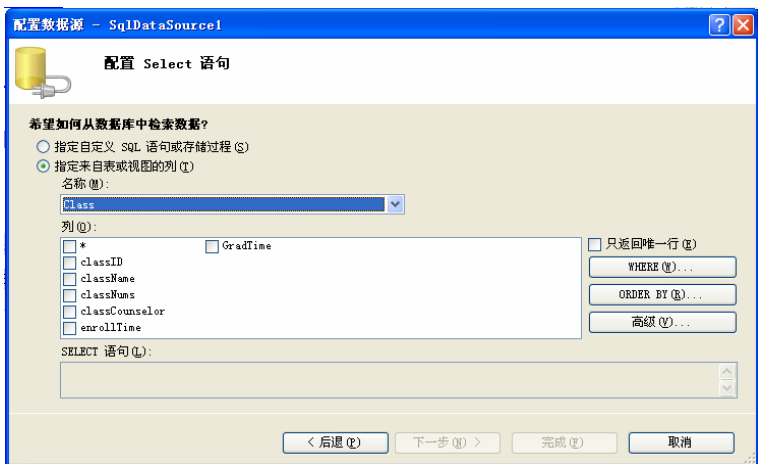 配置数据源 - SqlDataSource1
配置 Select 语句
希望如何从数据库中检索数据?
指定自定义 SQL 语句或存储过程(S)
指定来自表或视图的列(T)
名称(M):
Class
列(O):
* GradTime
classID
className
classNums
classCounselor
enrollTime
只返回唯一行(E)
WHERE(W)...
ORDER BY(R)...
高级(V)...
SELECT 语句(L):
< 后退(P) 下一步(N) > 完成(F) 取消